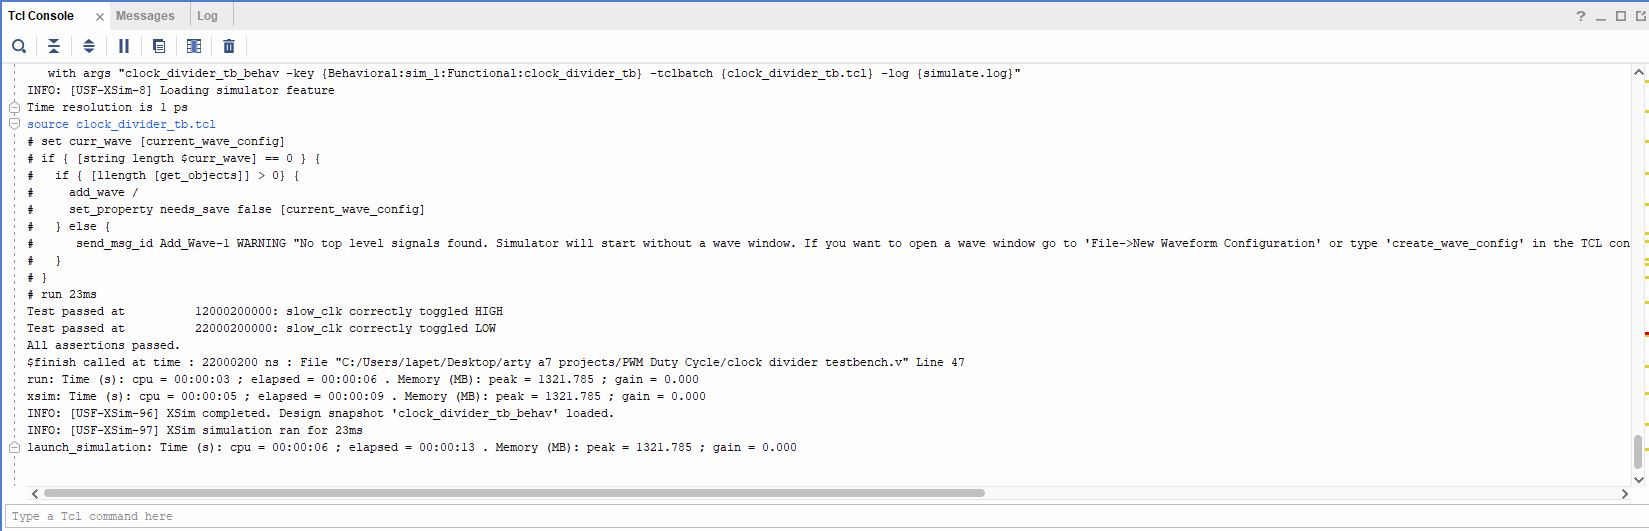 Tcl Console × Messages Log ? _
with args "clock_divider_tb_behav -key {Behavioral:sim_1:Functional:clock_divider_tb} -tclbatch {clock_divider_tb.tcl} -log {simulate.log}"
INFO: [USF-XSim-8] Loading simulator feature
Time resolution is 1 ps
source clock_divider_tb.tcl
# set curr_wave [current_wave_config]
# if { [string length $curr_wave] == 0 } {
#   if { [llength [get_objects]] > 0} {
#     add_wave /
#     set_property needs_save false [current_wave_config]
#   } else {
#      send_msg_id Add_Wave-1 WARNING "No top level signals found. Simulator will start without a wave window. If you want to open a wave window go to 'File->New Waveform Configuration' or type 'create_wave_config' in the TCL con
#   }
# }
# run 23ms
Test passed at          12000200000: slow_clk correctly toggled HIGH
Test passed at          22000200000: slow_clk correctly toggled LOW
All assertions passed.
$finish called at time : 22000200 ns : File "C:/Users/lapet/Desktop/arty a7 projects/PWM Duty Cycle/clock divider testbench.v" Line 47
run: Time (s): cpu = 00:00:03 ; elapsed = 00:00:06 . Memory (MB): peak = 1321.785 ; gain = 0.000
xsim: Time (s): cpu = 00:00:05 ; elapsed = 00:00:09 . Memory (MB): peak = 1321.785 ; gain = 0.000
INFO: [USF-XSim-96] XSim completed. Design snapshot 'clock_divider_tb_behav' loaded.
INFO: [USF-XSim-97] XSim simulation ran for 23ms
launch_simulation: Time (s): cpu = 00:00:06 ; elapsed = 00:00:13 . Memory (MB): peak = 1321.785 ; gain = 0.000
Type a Tcl command here